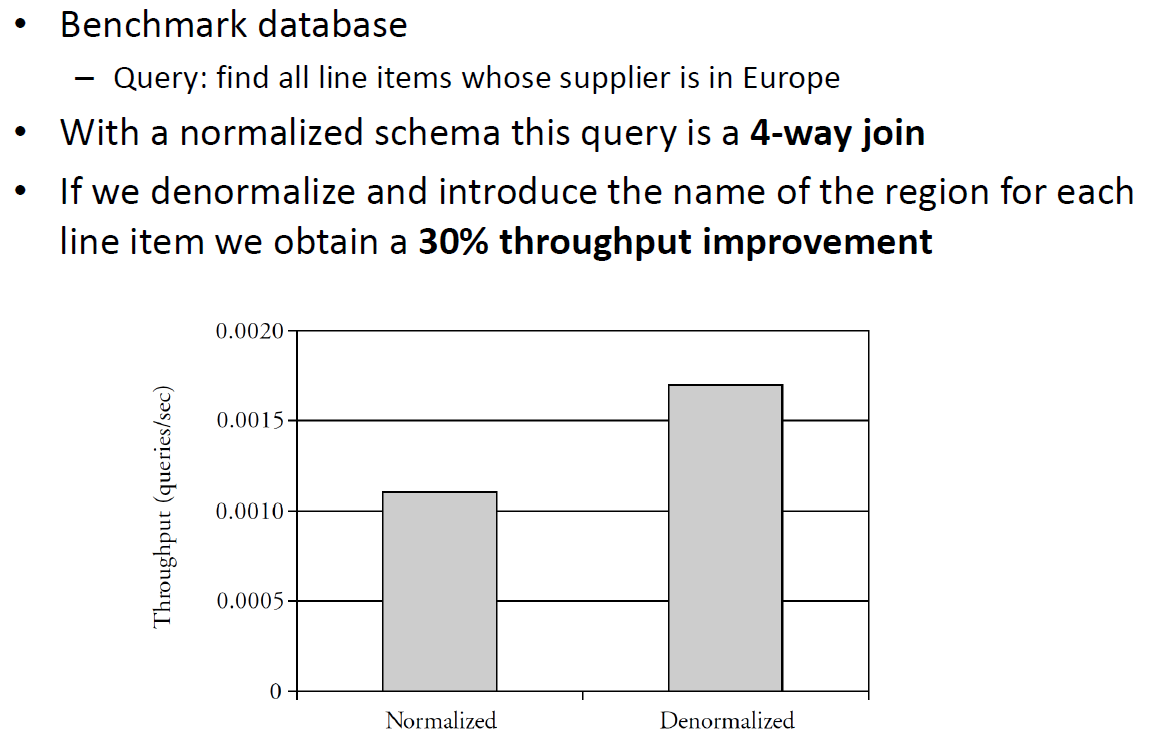 • Benchmark database
– Query: find all line items whose supplier is in Europe
• With a normalized schema this query is a 4-way join
• If we denormalize and introduce the name of the region for each
line item we obtain a 30% throughput improvement
0.0020
0.0015
0.0010
0.0005
0
Throughput (queries/sec)
Normalized
Denormalized